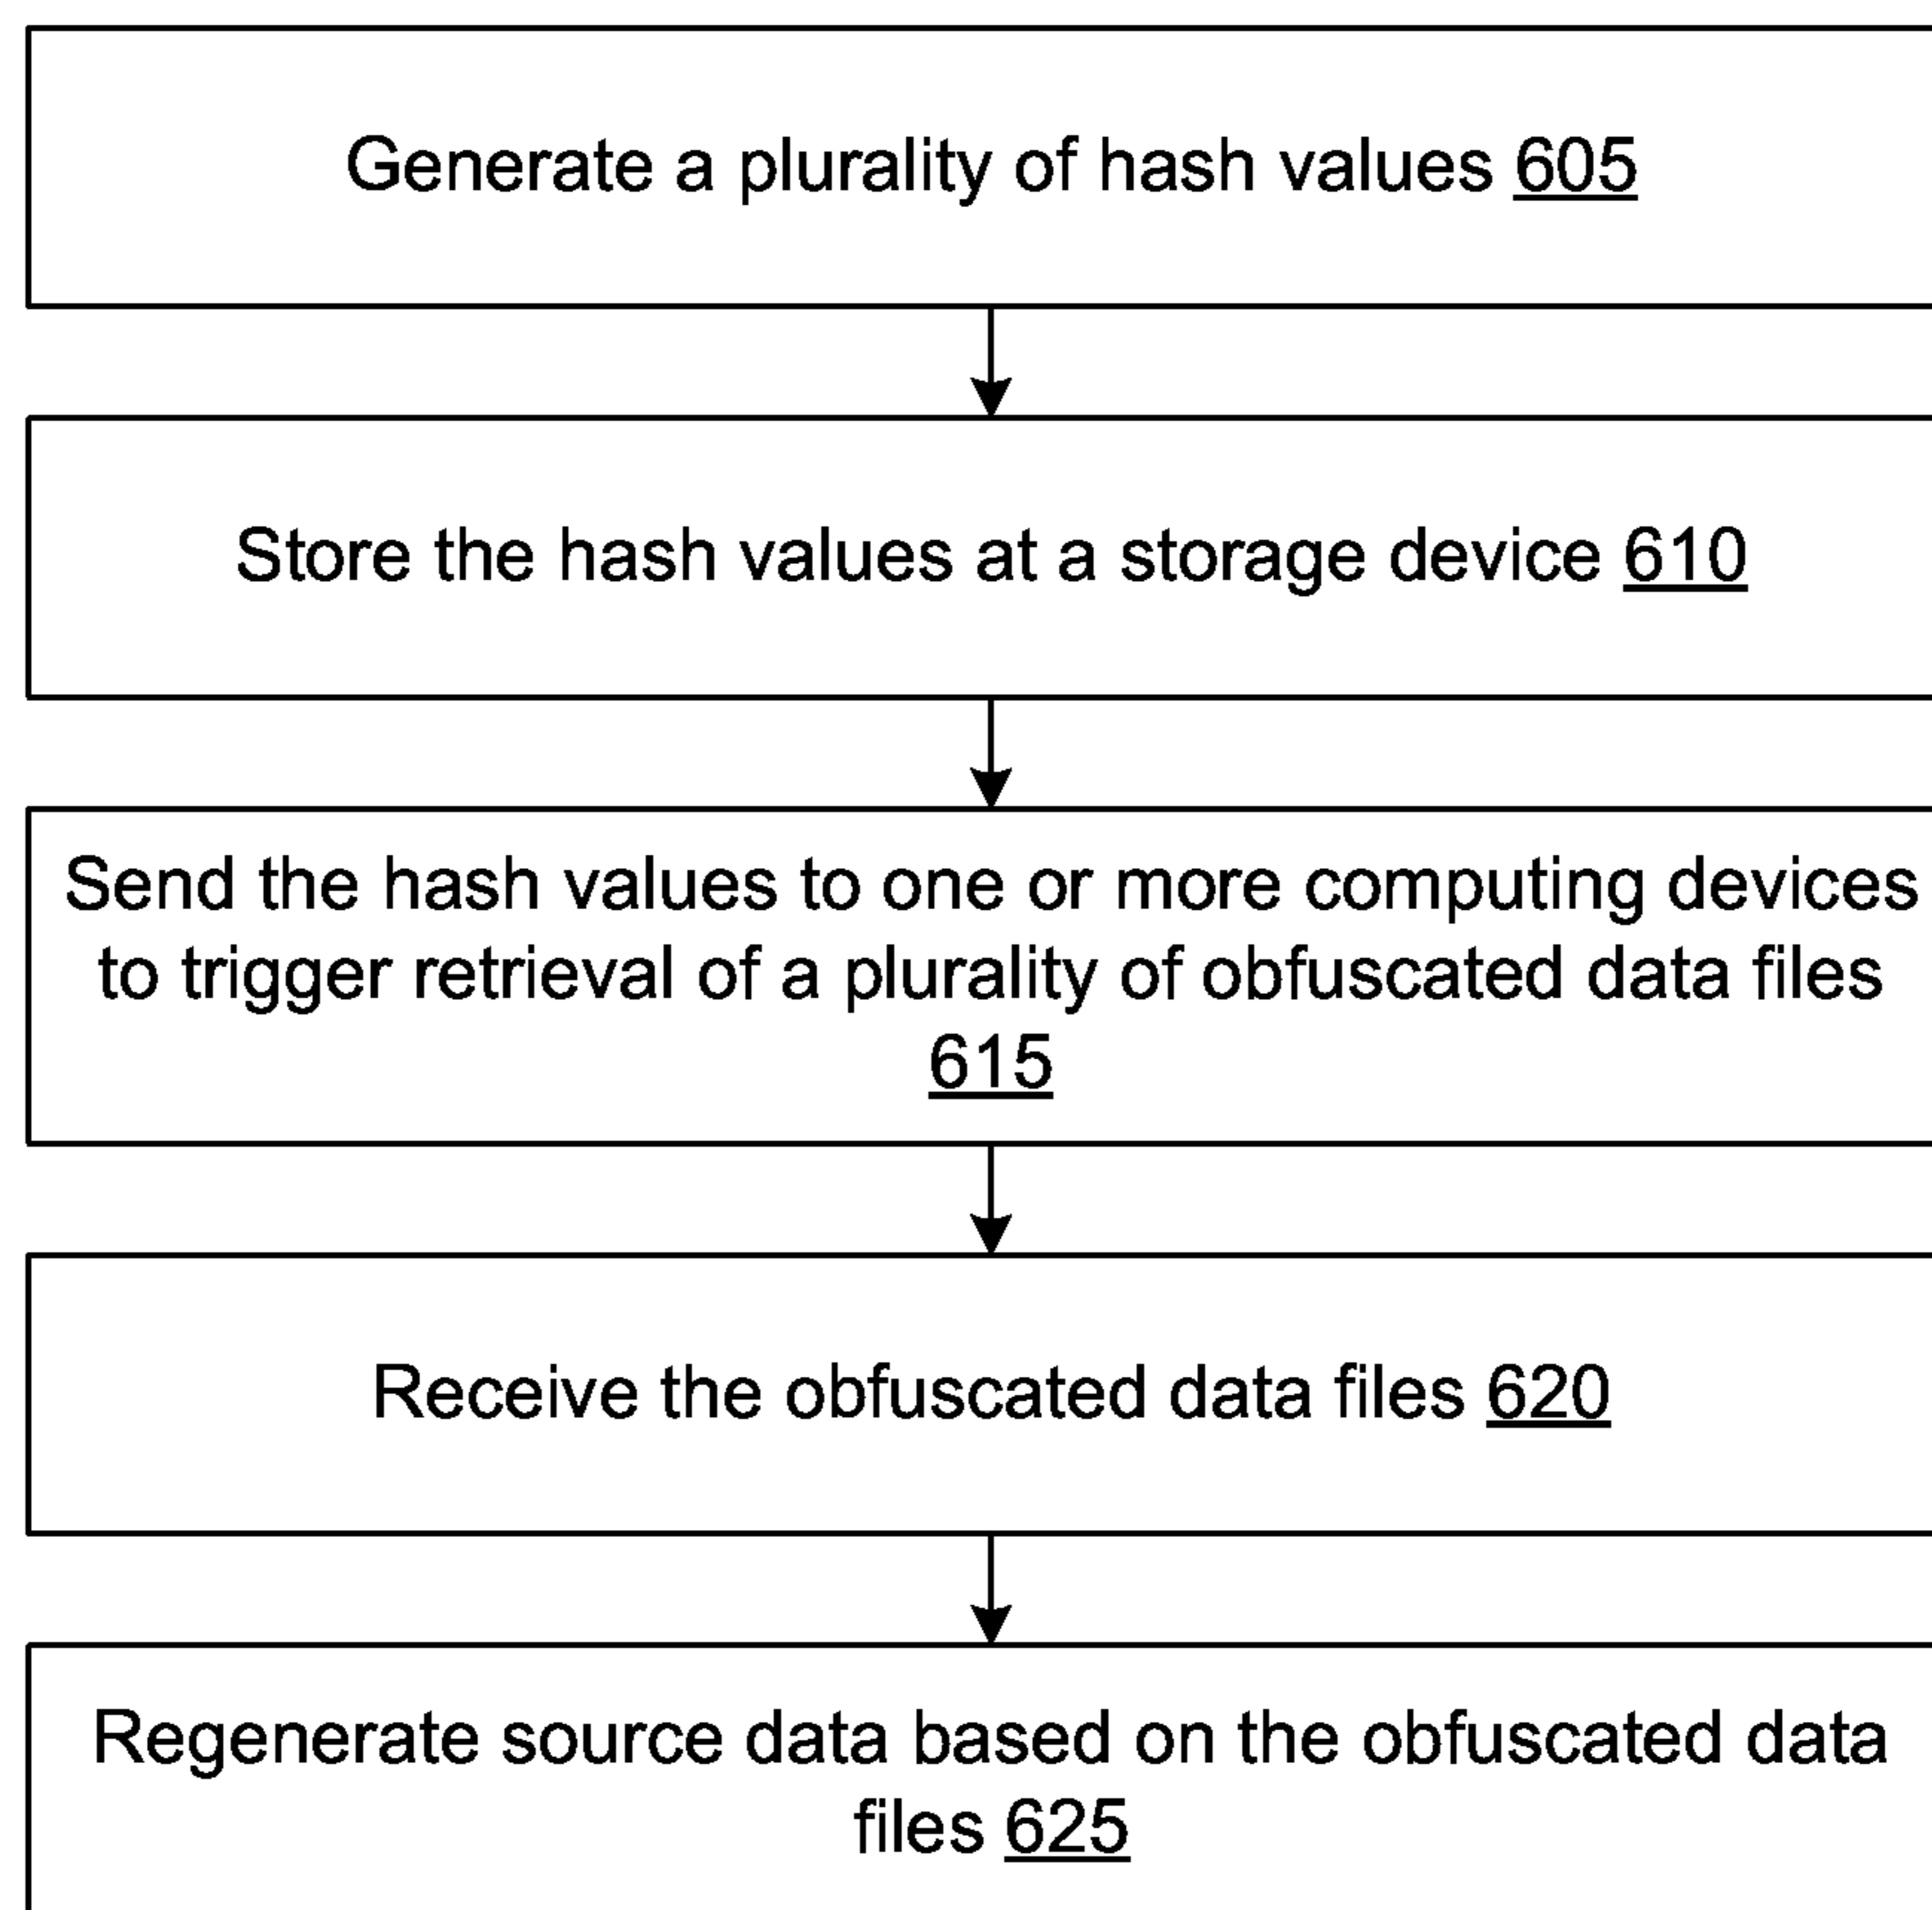 Generate a plurality of hash values 605
Store the hash values at a storage device 610
Send the hash values to one or more computing devices
to trigger retrieval of a plurality of obfuscated data files
615
Receive the obfuscated data files 620
Regenerate source data based on the obfuscated data
files 625